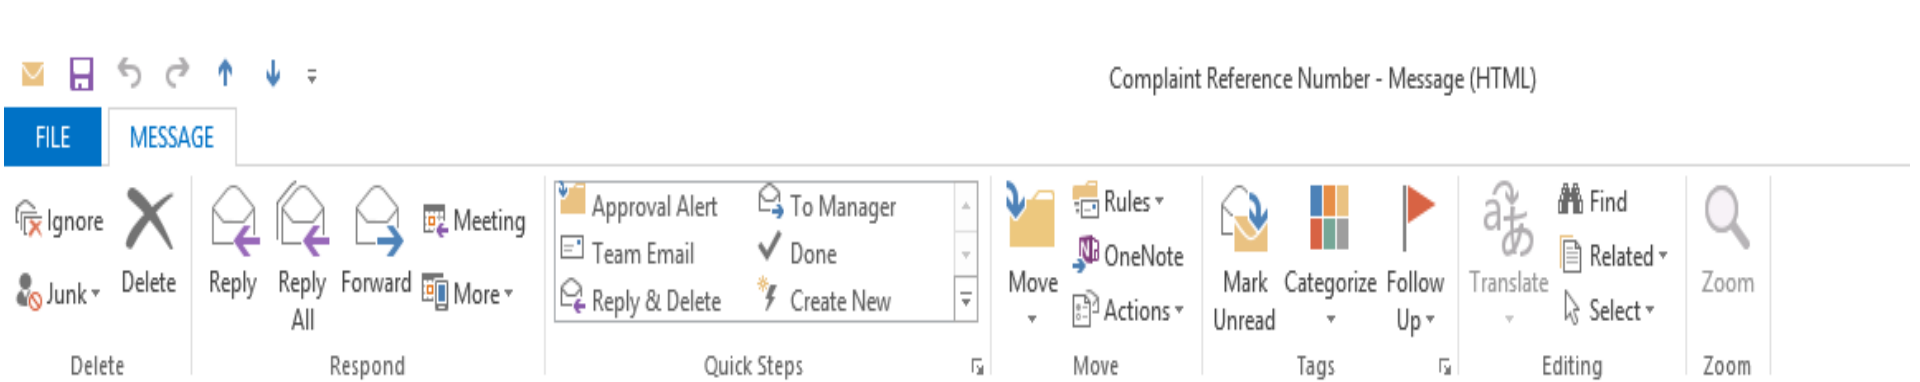 Complaint Reference Number - Message (HTML)
FILE MESSAGE
Ignore
Junk
Delete
Delete
Reply
Reply All
Forward
Meeting
More
Respond
Approval Alert
Team Email
Reply & Delete
To Manager
Done
Create New
Quick Steps
Move
Rules
OneNote
Actions
Move
Mark Unread
Categorize
Follow Up
Tags
Translate
Find
Related
Select
Editing
Zoom
Zoom